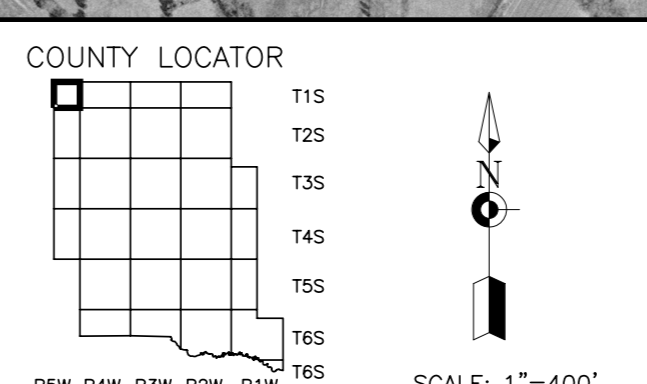 COUNTY LOCATOR
T1S
T2S
T3S
T4S
T5S
T6S
T6S
R5W R4W R3W R2W R1W
N
SCALE: 1"=400'